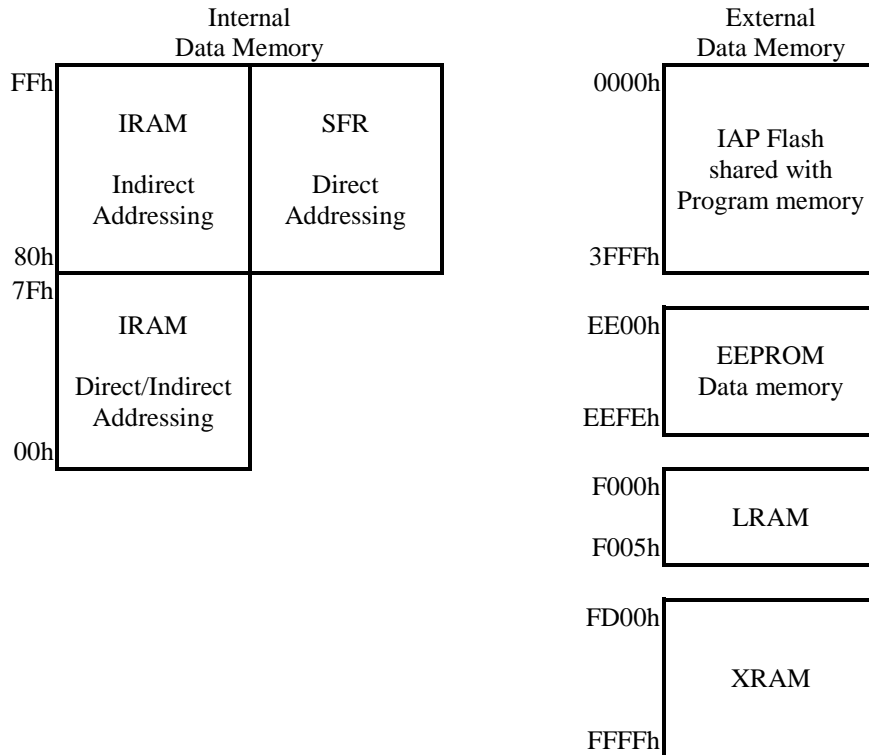 Internal
Data Memory
FFh
IRAM
Indirect
Addressing
80h
SFR
Direct
Addressing
7Fh
IRAM
Direct/Indirect
Addressing
00h
External
Data Memory
0000h
IAP Flash
shared with
Program memory
3FFFh
EE00h
EEPROM
Data memory
EEFEh
F000h
LRAM
F005h
FD00h
XRAM
FFFFh